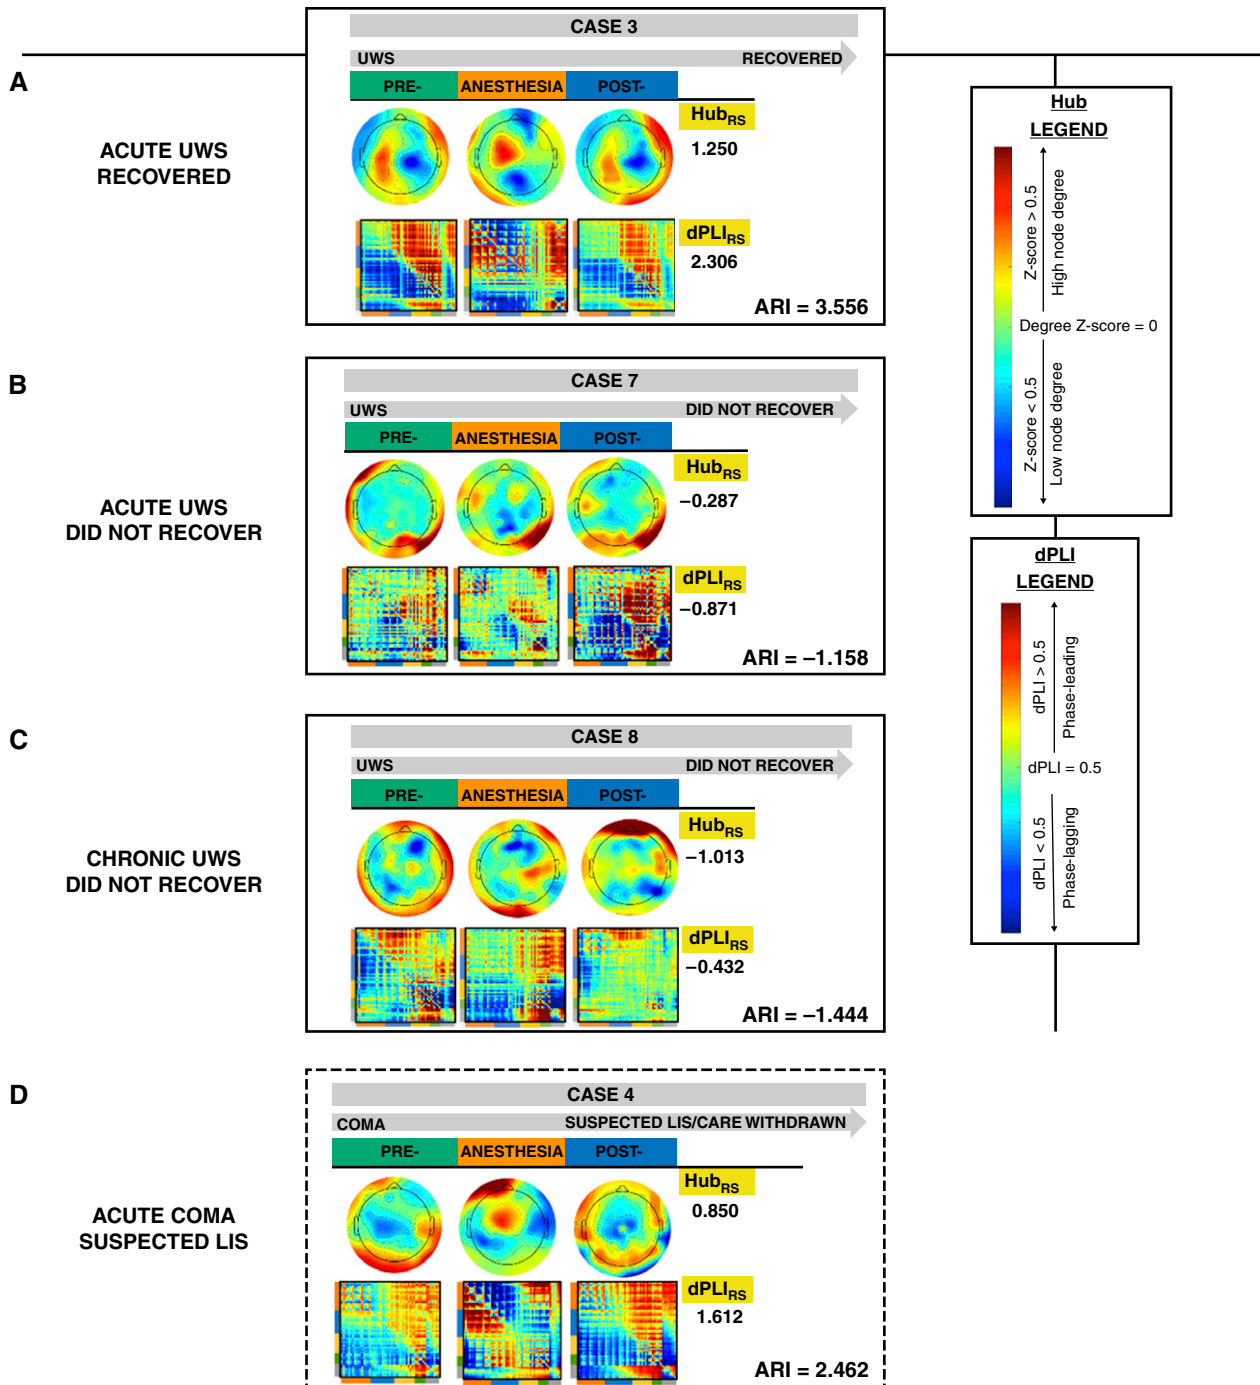 A
ACUTE UWS
RECOVERED
CASE 3
UWS
RECOVERED
PRE-
ANESTHESIA
POST-
HubRS
1.250
dPLIRS
2.306
ARI = 3.556
B
ACUTE UWS
DID NOT RECOVER
CASE 7
UWS
DID NOT RECOVER
PRE-
ANESTHESIA
POST-
HubRS
−0.287
dPLIRS
−0.871
ARI = −1.158
C
CHRONIC UWS
DID NOT RECOVER
CASE 8
UWS
DID NOT RECOVER
PRE-
ANESTHESIA
POST-
HubRS
−1.013
dPLIRS
−0.432
ARI = −1.444
D
ACUTE COMA
SUSPECTED LIS
CASE 4
COMA
SUSPECTED LIS/CARE WITHDRAWN
PRE-
ANESTHESIA
POST-
HubRS
0.850
dPLIRS
1.612
ARI = 2.462
Hub
LEGEND
Z-score > 0.5
High node degree
Degree Z-score = 0
Z-score < 0.5
Low node degree
dPLI
LEGEND
dPLI > 0.5
Phase-leading
dPLI = 0.5
dPLI < 0.5
Phase-lagging